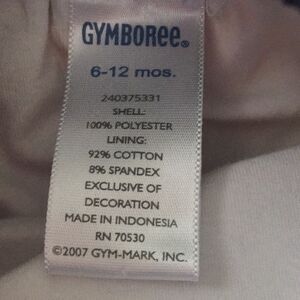 GYMBOREE®
6-12 mos.
240375331
SHELL:
100% POLYESTER
LINING:
92% COTTON
8% SPANDEX
EXCLUSIVE OF
DECORATION
MADE IN INDONESIA
RN 70530
©2007 GYM-MARK, INC.